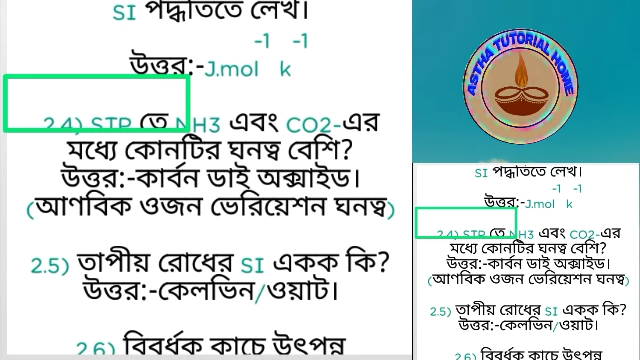 SI পদ্ধতিতে লেখ।
-1 -1
উত্তর:-J.mol k
2.4) STP তে NH3 এবং CO2-এর
মধ্যে কোনটির ঘনত্ব বেশি?
উত্তর:-কার্বন ডাই অক্সাইড।
(আণবিক ওজন ভেরিয়েশন ঘনত্ব)
2.5) তাপীয় রোধের SI একক কি?
উত্তর:-কেলভিন/ওয়াট।
2.6) বিবর্ধক কাচে উৎপন্ন
ASTHA TUTORIAL HOME
SI পদ্ধতিতে লেখ।
-1 -1
উত্তর:-J.mol k
2.4) STP তে NH3 এবং CO2-এর
মধ্যে কোনটির ঘনত্ব বেশি?
উত্তর:-কার্বন ডাই অক্সাইড।
(আণবিক ওজন ভেরিয়েশন ঘনত্ব)
2.5) তাপীয় রোধের SI একক কি?
উত্তর:-কেলভিন/ওয়াট।
2.6) বিবর্ধক কাচে উৎপন্ন